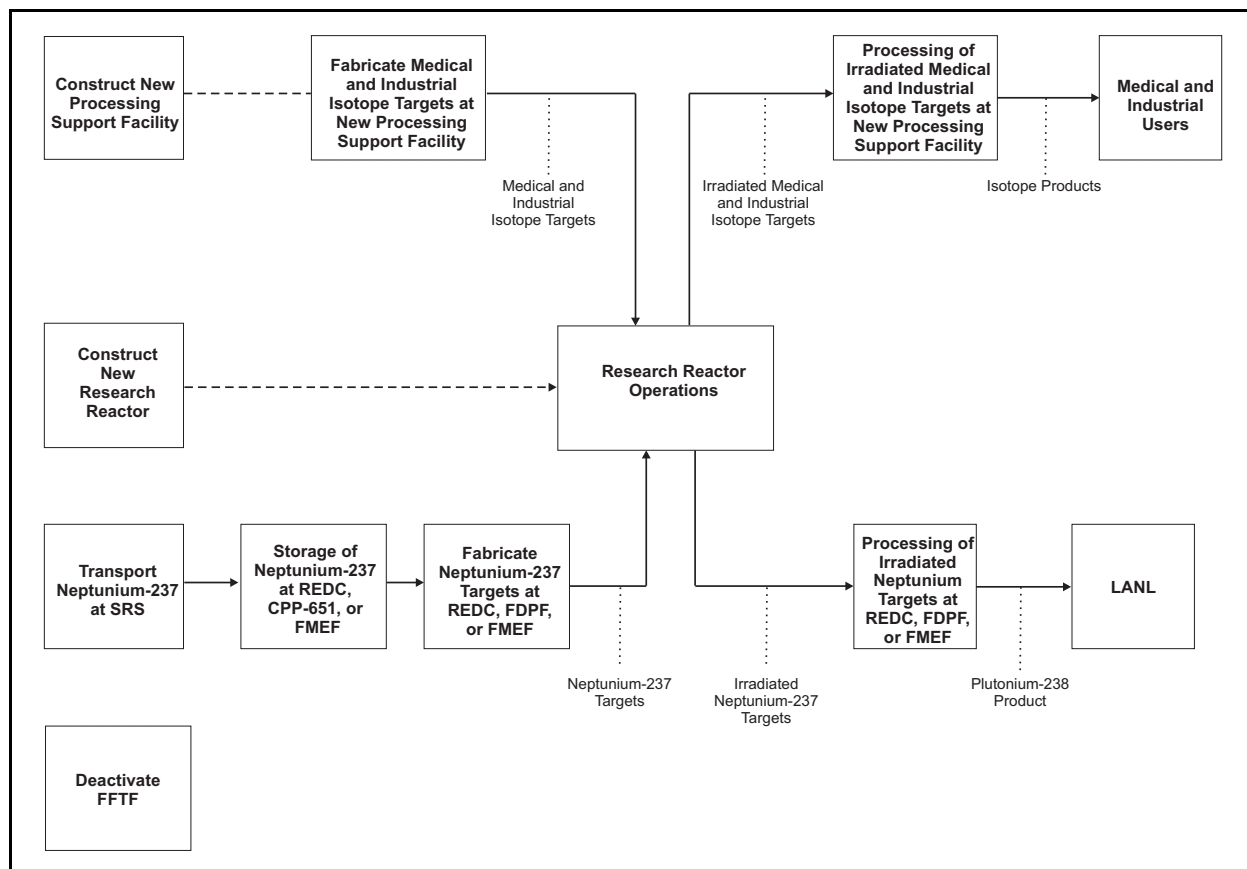 Construct New
Processing
Support Facility
Fabricate Medical
and Industrial
Isotope Targets at
New Processing
Support Facility
Processing of
Irradiated Medical
and Industrial
Isotope Targets at
New Processing
Support Facility
Medical and
Industrial
Users
Medical and
Industrial
Isotope Targets
Irradiated Medical
and Industrial
Isotope Targets
Isotope Products
Construct
New
Research
Reactor
Research Reactor
Operations
Transport
Neptunium-237
at SRS
Storage of
Neptunium-237
at REDC,
CPP-651, or
FMEF
Fabricate
Neptunium-237
Targets at
REDC, FDPF,
or FMEF
Processing of
Irradiated
Neptunium
Targets at
REDC, FDPF,
or FMEF
LANL
Neptunium-237
Targets
Irradiated
Neptunium-237
Targets
Plutonium-238
Product
Deactivate
FFTF